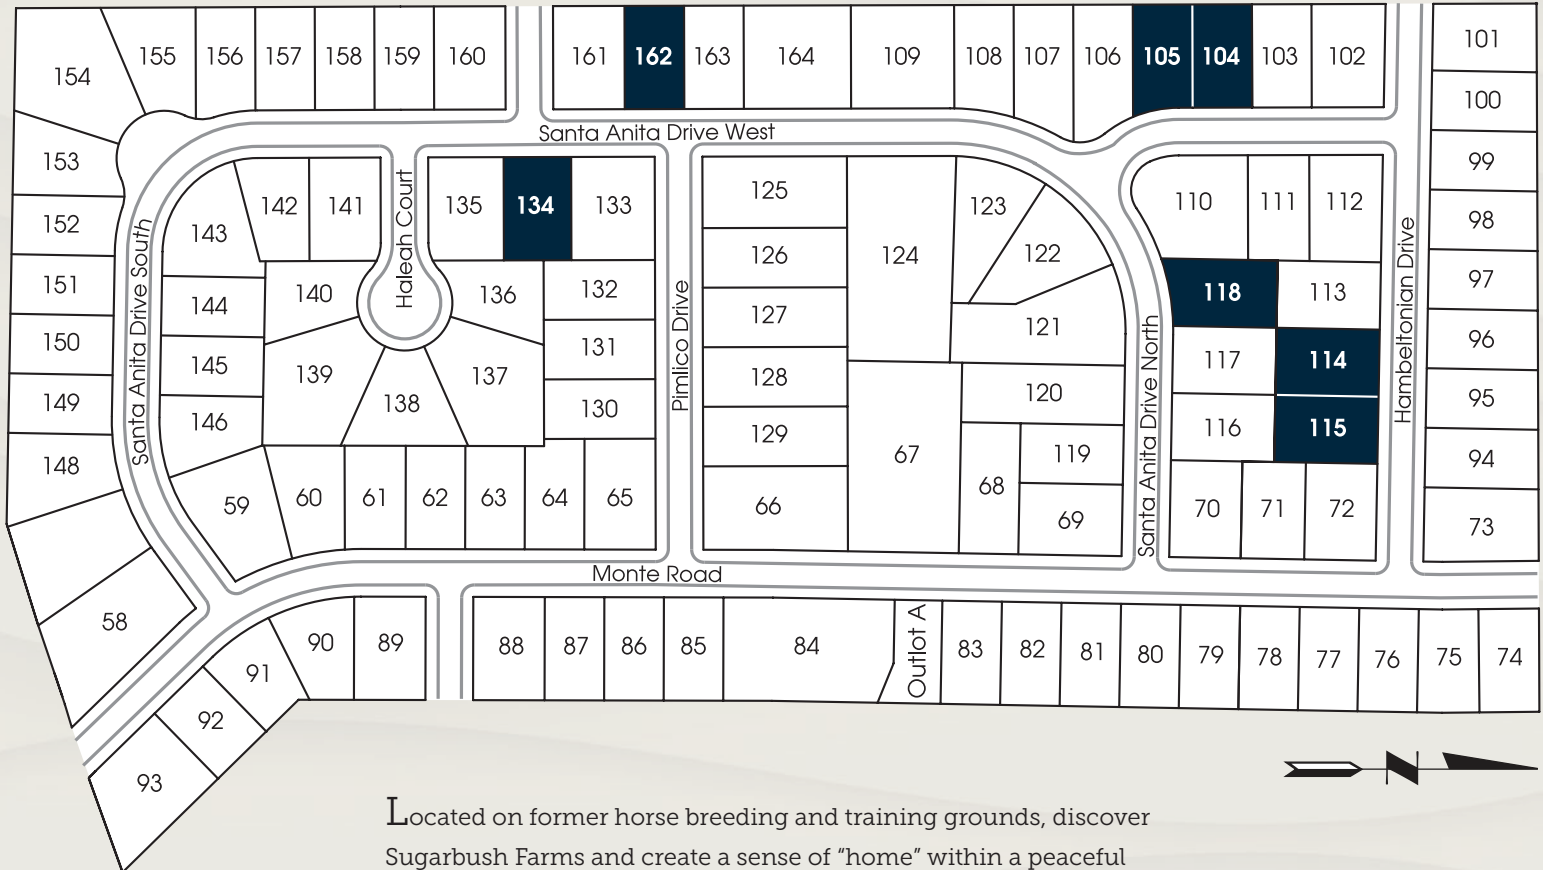 154 155 156 157 158 159 160 161 162 163 164 109 108 107 106 105 104 103 102 101
100
Santa Anita Drive West
153 99
152 143 142 141 Haleah Court 135 134 133 125 124 123 110 111 112 98
Santa Anita Drive South
151 144 140 136 132 126 122 118 113 97
Pimlico Drive
Hambeltonian Drive
150 145 139 137 131 127 121 117 114 96
Santa Anita Drive North
149 146 138 130 128 120 116 115 95
129 119 94
148 59 60 61 62 63 64 65 66 67 68 69 70 71 72 73
Monte Road
58 90 89 88 87 86 85 84 Outlot A 83 82 81 80 79 78 77 76 75 74
91
92
93
N
Located on former horse breeding and training grounds, discover
Sugarbush Farms and create a sense of “home” within a peaceful